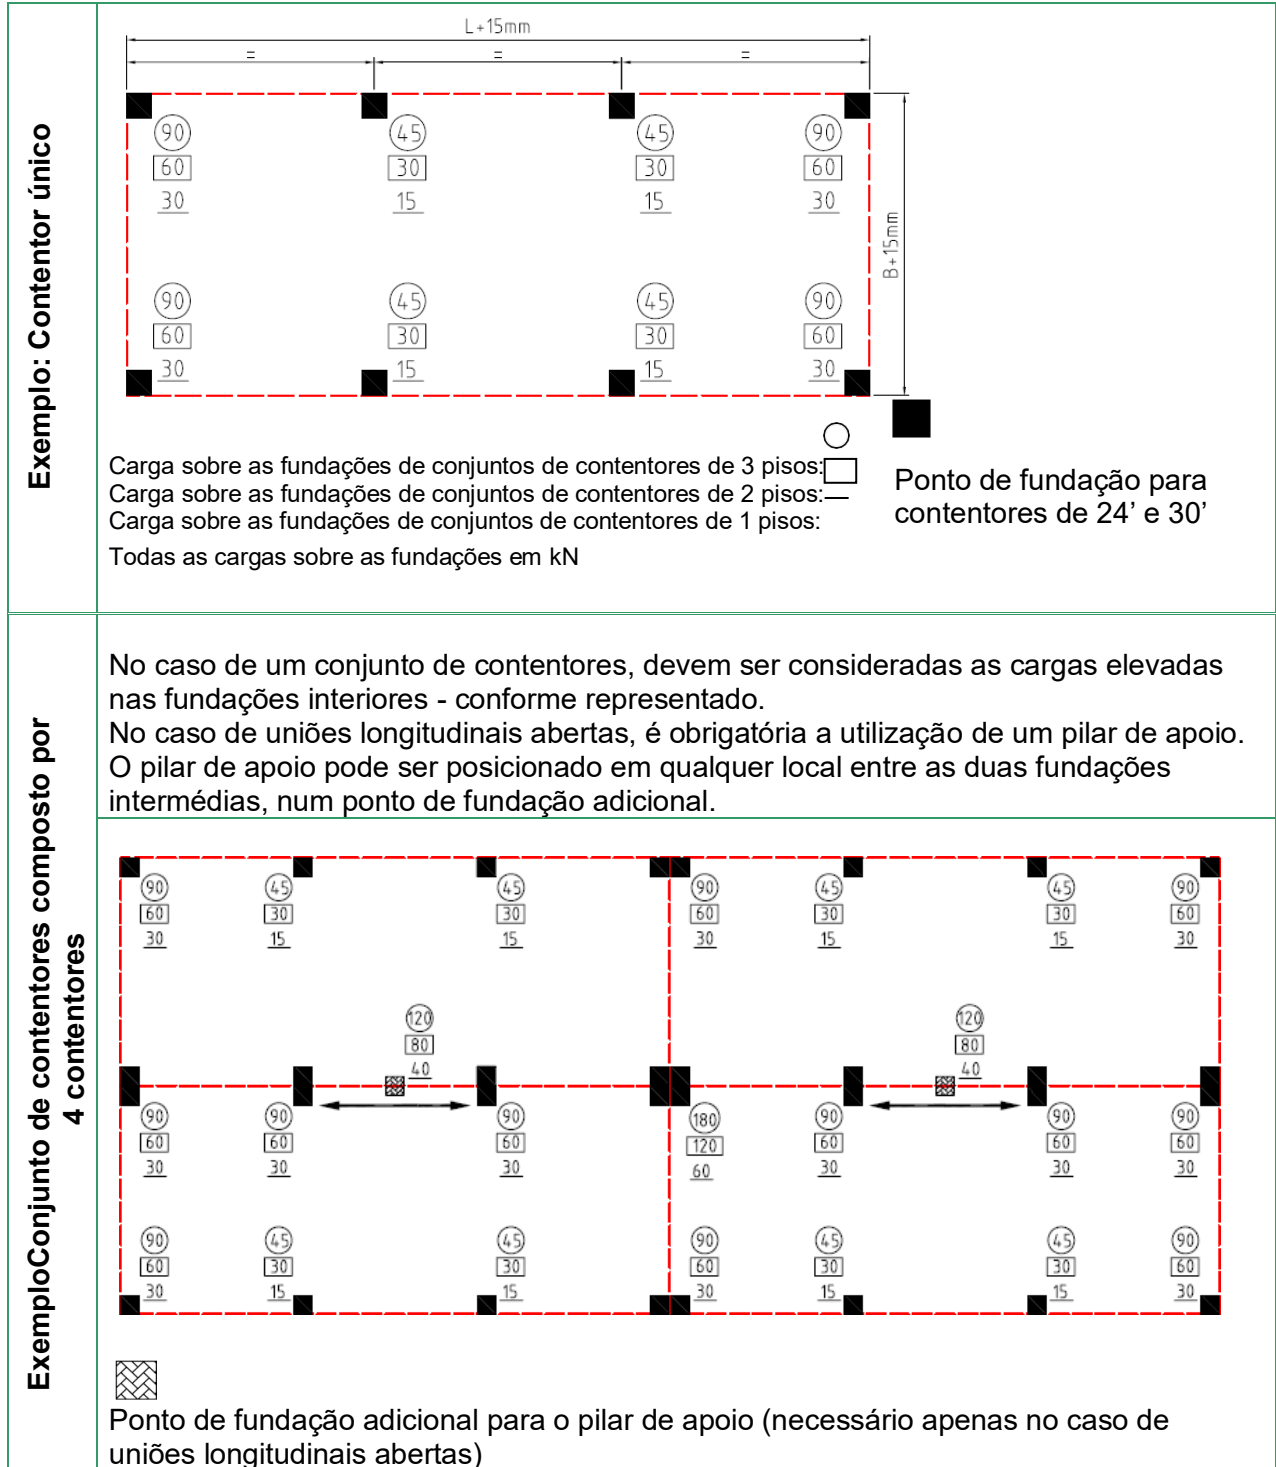 Exemplo: Contentor único
L+15mm
= = =
90 45 45 90
60 30 30 60
30 15 15 30
B+15mm
90 45 45 90
60 30 30 60
30 15 15 30
Carga sobre as fundações de conjuntos de contentores de 3 pisos:
Carga sobre as fundações de conjuntos de contentores de 2 pisos:
Carga sobre as fundações de conjuntos de contentores de 1 pisos:
Todas as cargas sobre as fundações em kN
Ponto de fundação para
contentores de 24’ e 30’
ExemploConjunto de contentores composto por
4 contentores
No caso de um conjunto de contentores, devem ser consideradas as cargas elevadas
nas fundações interiores - conforme representado.
No caso de uniões longitudinais abertas, é obrigatória a utilização de um pilar de apoio.
O pilar de apoio pode ser posicionado em qualquer local entre as duas fundações
intermédias, num ponto de fundação adicional.
90 45 45 90 45 45 90
60 30 30 60 30 30 60
30 15 15 30 15 15 30
120 120
80 80
40 40
90 90 90 180 90 90 90
60 60 60 120 60 60 60
30 30 30 60 30 30 30
90 45 45 90 45 45 90
60 30 30 60 30 30 60
30 15 15 30 15 15 30
Ponto de fundação adicional para o pilar de apoio (necessário apenas no caso de
uniões longitudinais abertas)